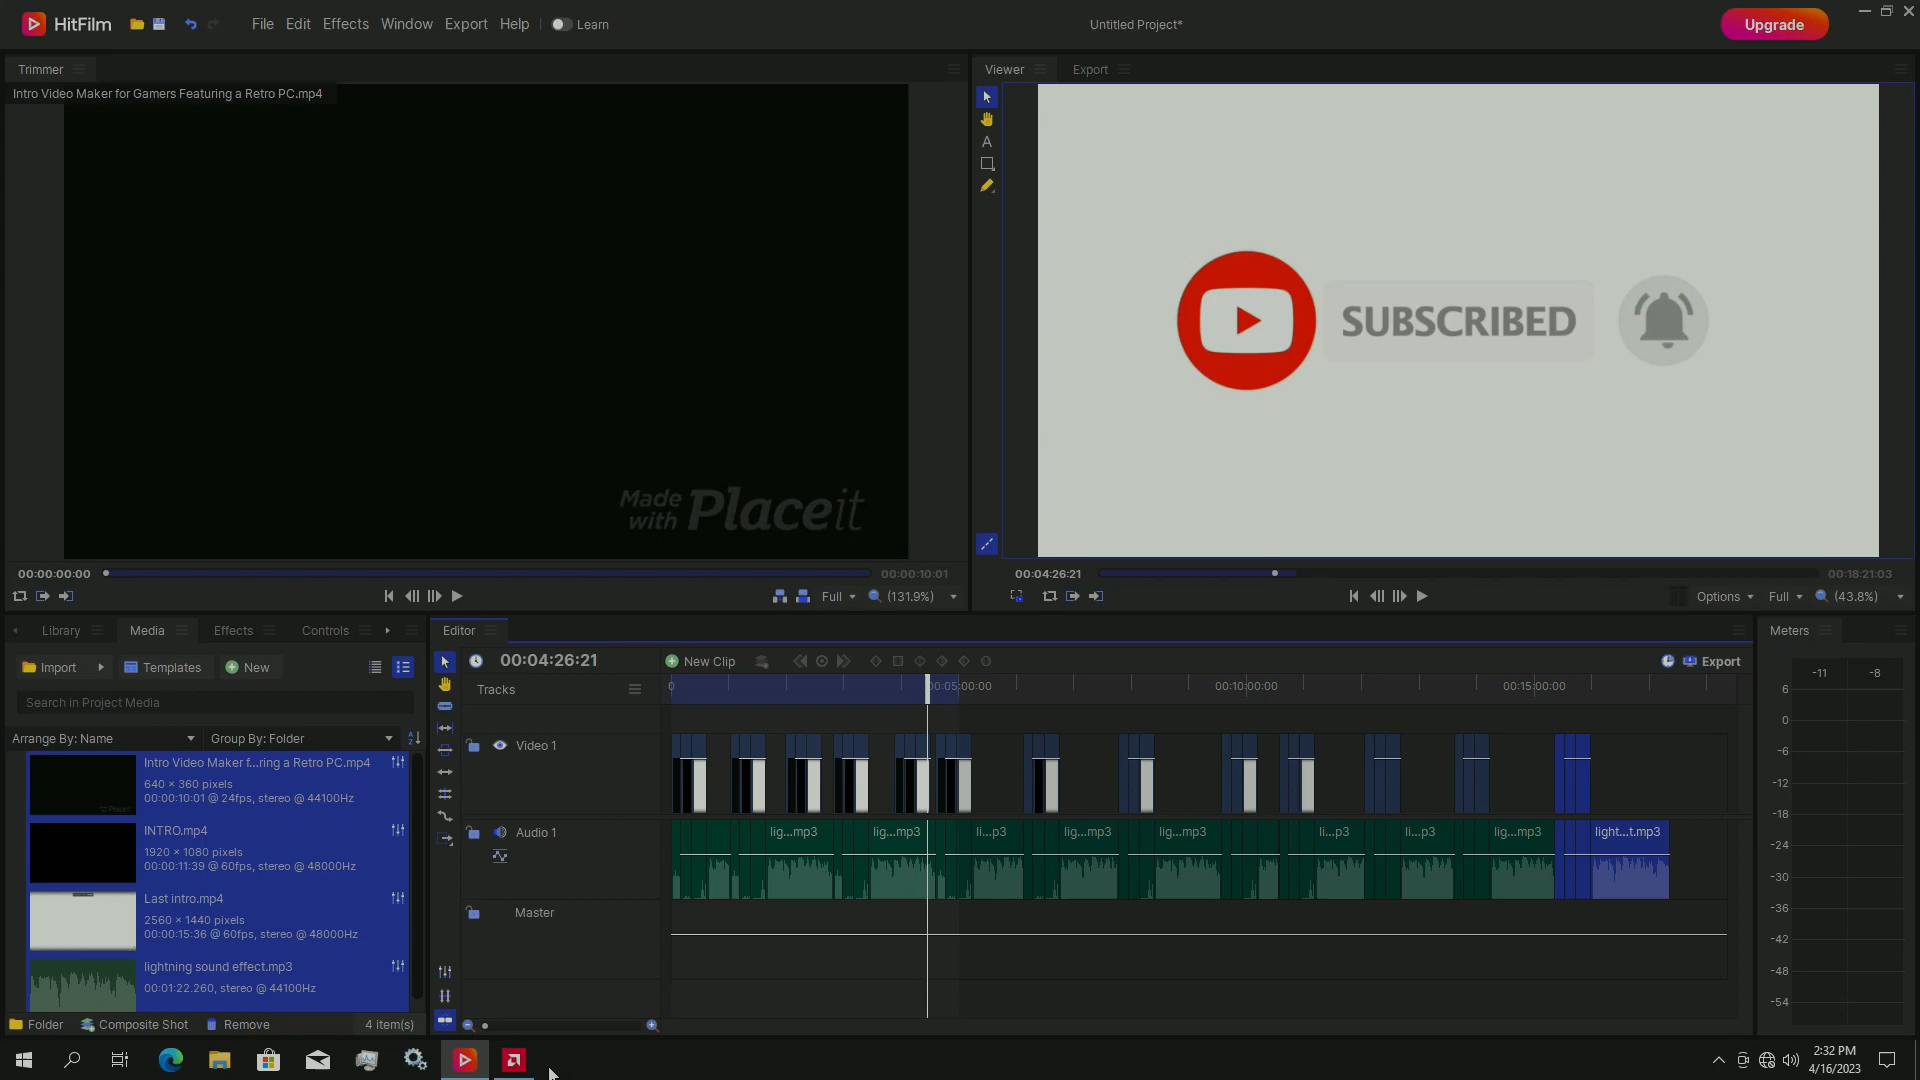 HitFilm
File Edit Effects Window Export Help Learn
Untitled Project*
Upgrade
Trimmer
Intro Video Maker for Gamers Featuring a Retro PC.mp4
Made
with Placeit
00:00:00:00
00:00:10:01
Full
(131.9%)
Viewer
Export
A
SUBSCRIBED
00:04:26:21
00:18:21:03
Options
Full
(43.8%)
Library
Media
Effects
Controls
Import
Templates
New
Search in Project Media
Arrange By: Name
Group By: Folder
Intro Video Maker f...ring a Retro PC.mp4
640 × 360 pixels
00:00:10:01 @ 24fps, stereo @ 44100Hz
INTRO.mp4
1920 × 1080 pixels
00:00:11:39 @ 60fps, stereo @ 48000Hz
Last intro.mp4
2560 × 1440 pixels
00:00:15:36 @ 60fps, stereo @ 48000Hz
lightning sound effect.mp3
00:01:22.260, stereo @ 44100Hz
Folder
Composite Shot
Remove
4 item(s)
Editor
00:04:26:21
New Clip
Export
Tracks
0
00:05:00:00
00:10:00:00
00:15:00:00
Video 1
Audio 1
lig...mp3
lig...mp3
li...p3
lig...mp3
lig...mp3
li...p3
li...p3
lig...mp3
light...t.mp3
Master
Meters
-11
-8
6
0
-6
-12
-18
-24
-30
-36
-42
-48
-54
2:32 PM
4/16/2023